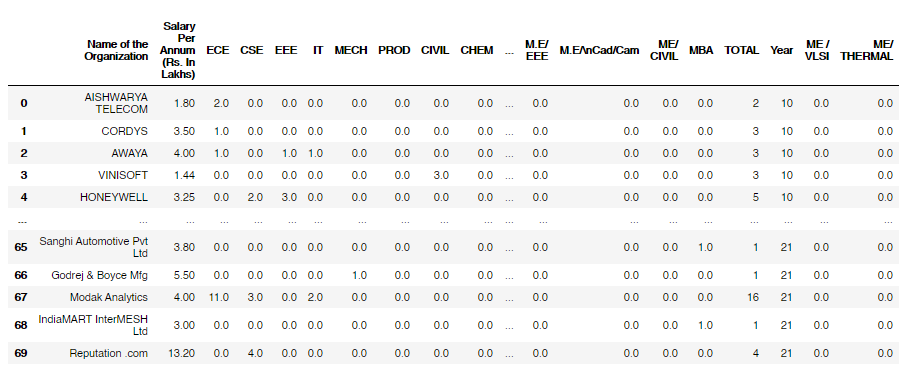 Name of the Organization Salary Per Annum (Rs. In Lakhs) ECE CSE EEE IT MECH PROD CIVIL CHEM ... M.E/ EEE M.E/\nCad/Cam ME/ CIVIL MBA TOTAL Year ME / VLSI ME/ THERMAL
0 AISHWARYA TELECOM 1.80 2.0 0.0 0.0 0.0 0.0 0.0 0.0 0.0 ... 0.0 0.0 0.0 0.0 2 10 0.0 0.0
1 CORDYS 3.50 1.0 0.0 0.0 0.0 0.0 0.0 0.0 0.0 ... 0.0 0.0 0.0 0.0 3 10 0.0 0.0
2 AWAYA 4.00 1.0 0.0 1.0 1.0 0.0 0.0 0.0 0.0 ... 0.0 0.0 0.0 0.0 3 10 0.0 0.0
3 VINISOFT 1.44 0.0 0.0 0.0 0.0 0.0 0.0 3.0 0.0 ... 0.0 0.0 0.0 0.0 3 10 0.0 0.0
4 HONEYWELL 3.25 0.0 2.0 3.0 0.0 0.0 0.0 0.0 0.0 ... 0.0 0.0 0.0 0.0 5 10 0.0 0.0
... ... ... ... ... ... ... ... ... ... ... ... ... ... ... ... ... ... ... ...
65 Sanghi Automotive Pvt Ltd 3.80 0.0 0.0 0.0 0.0 0.0 0.0 0.0 0.0 ... 0.0 0.0 0.0 1.0 1 21 0.0 0.0
66 Godrej & Boyce Mfg 5.50 0.0 0.0 0.0 0.0 1.0 0.0 0.0 0.0 ... 0.0 0.0 0.0 0.0 1 21 0.0 0.0
67 Modak Analytics 4.00 11.0 3.0 0.0 2.0 0.0 0.0 0.0 0.0 ... 0.0 0.0 0.0 0.0 16 21 0.0 0.0
68 IndiaMART InterMESH Ltd 3.00 0.0 0.0 0.0 0.0 0.0 0.0 0.0 0.0 ... 0.0 0.0 0.0 1.0 1 21 0.0 0.0
69 Reputation .com 13.20 0.0 4.0 0.0 0.0 0.0 0.0 0.0 0.0 ... 0.0 0.0 0.0 0.0 4 21 0.0 0.0